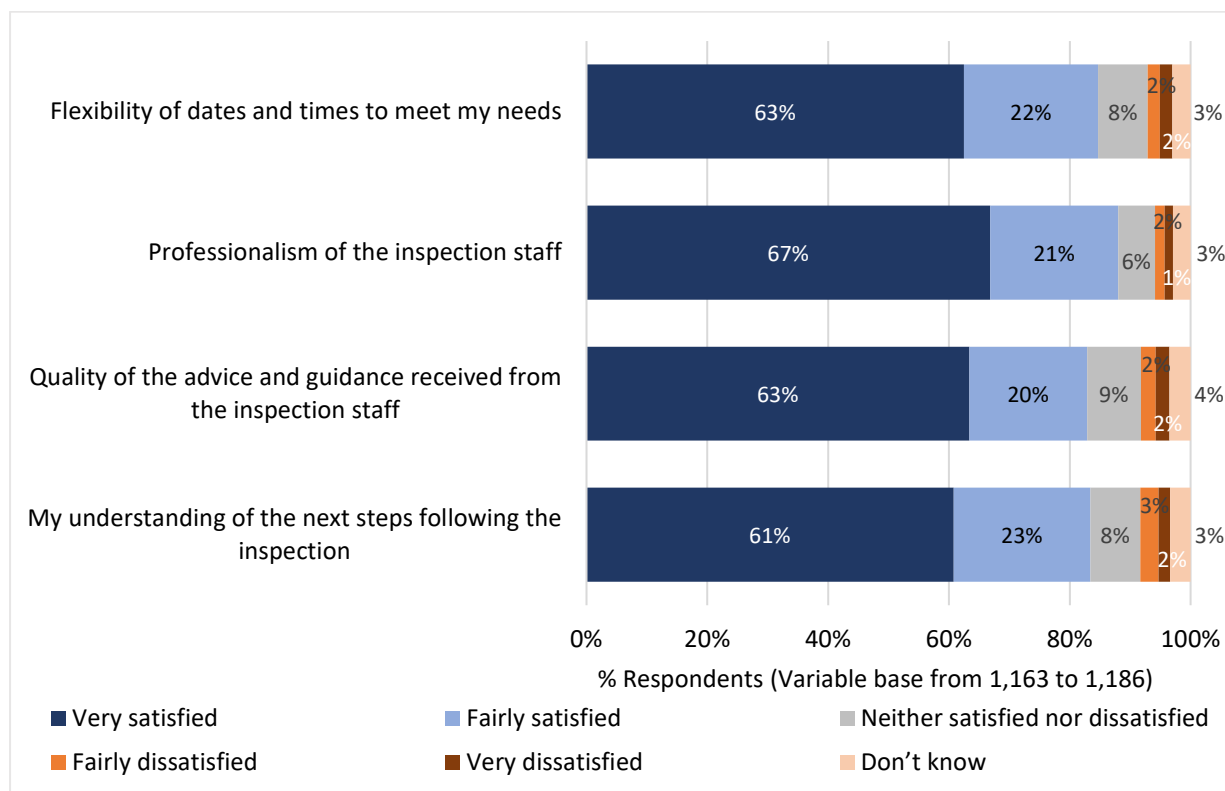 Flexibility of dates and times to meet my needs
63%
22%
8%
2%
2%
3%
Professionalism of the inspection staff
67%
21%
6%
2%
1%
3%
Quality of the advice and guidance received from
the inspection staff
63%
20%
9%
2%
2%
4%
My understanding of the next steps following the
inspection
61%
23%
8%
3%
2%
3%
0%
20%
40%
60%
80%
100%
% Respondents (Variable base from 1,163 to 1,186)
Very satisfied
Fairly satisfied
Neither satisfied nor dissatisfied
Fairly dissatisfied
Very dissatisfied
Don’t know